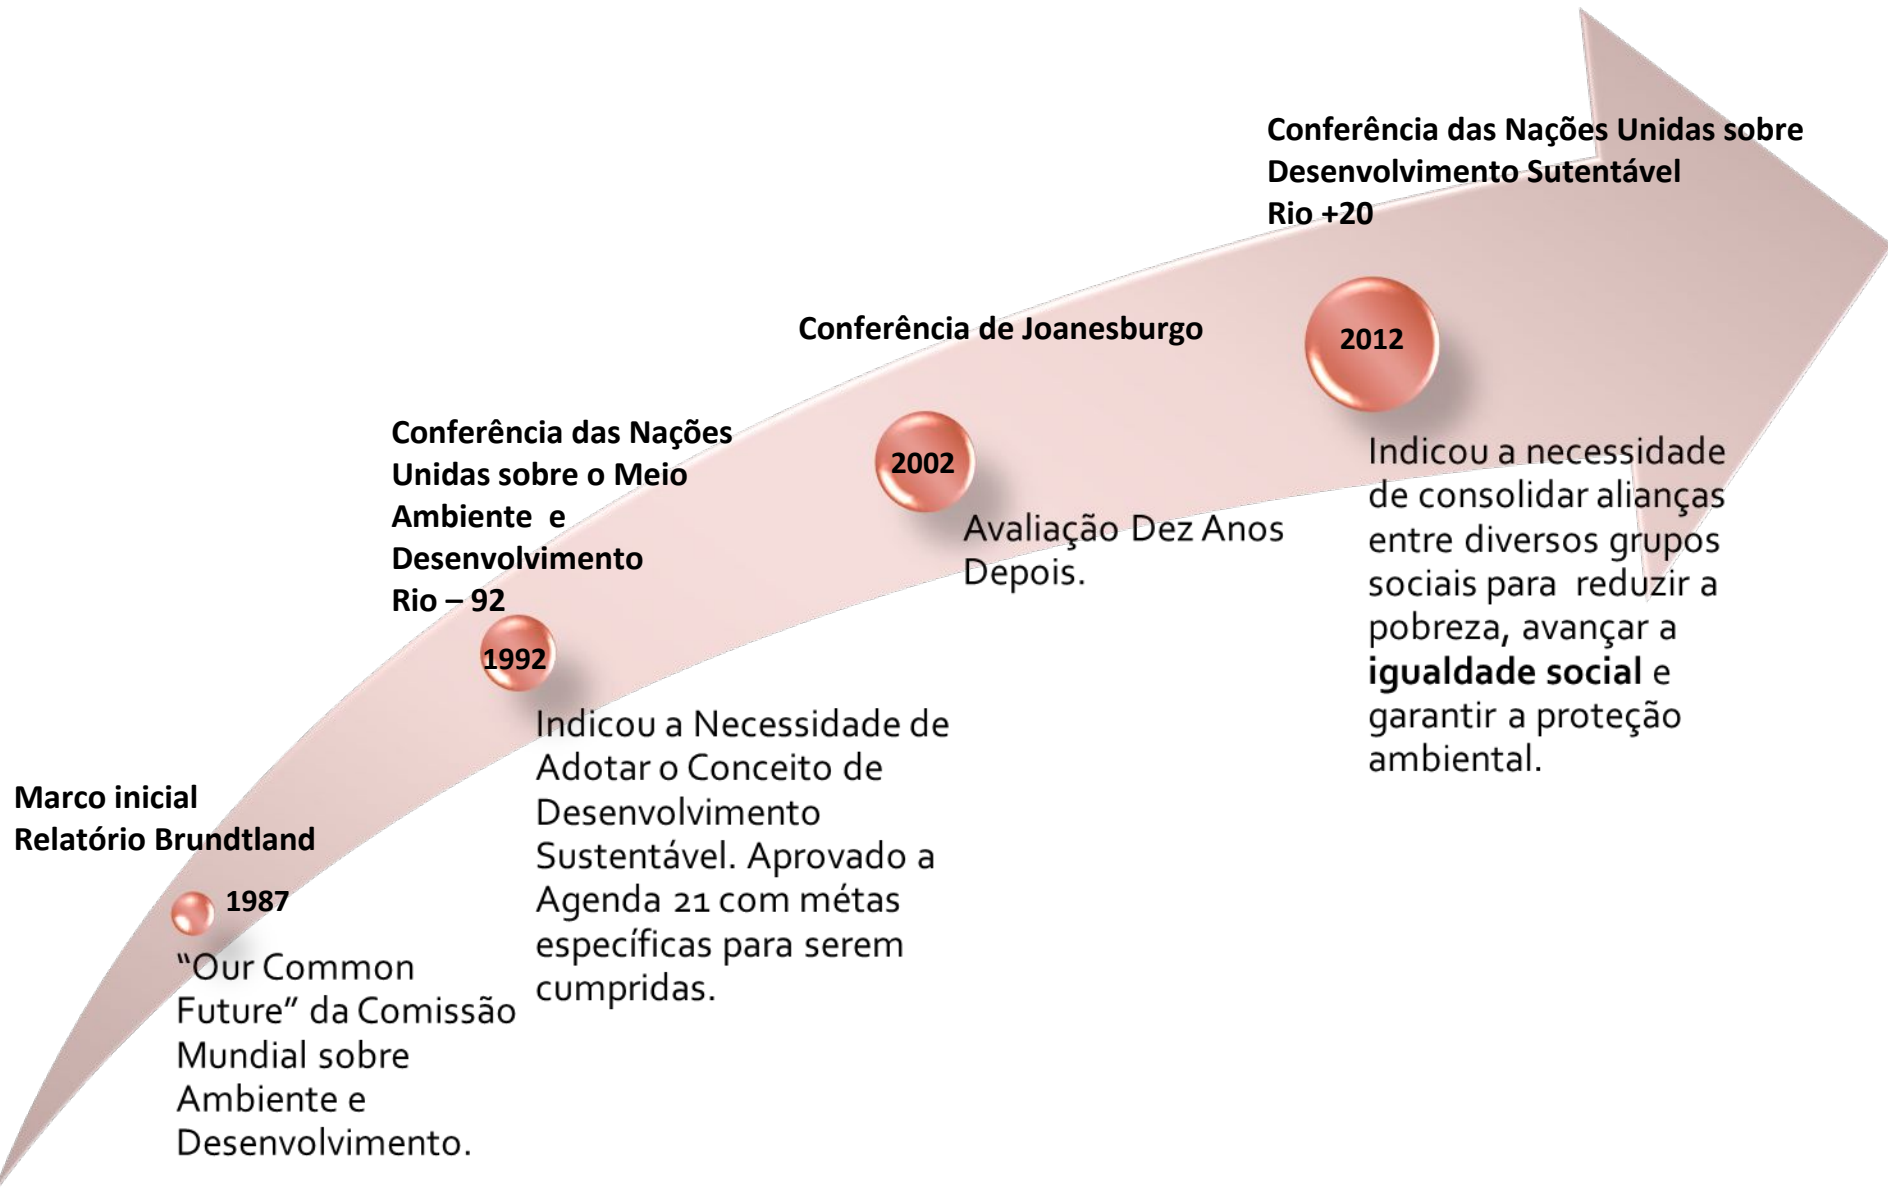 Marco inicial
Relatório Brundtland
1987
“Our Common
Future” da Comissão
Mundial sobre
Ambiente e
Desenvolvimento.
Conferência das Nações
Unidas sobre o Meio
Ambiente e
Desenvolvimento
Rio – 92
1992
Indicou a Necessidade de
Adotar o Conceito de
Desenvolvimento
Sustentável. Aprovado a
Agenda 21 com métas
específicas para serem
cumpridas.
Conferência de Joanesburgo
2002
Avaliação Dez Anos
Depois.
Conferência das Nações Unidas sobre
Desenvolvimento Sutentável
Rio +20
2012
Indicou a necessidade
de consolidar alianças
entre diversos grupos
sociais para reduzir a
pobreza, avançar a
igualdade social e
garantir a proteção
ambiental.